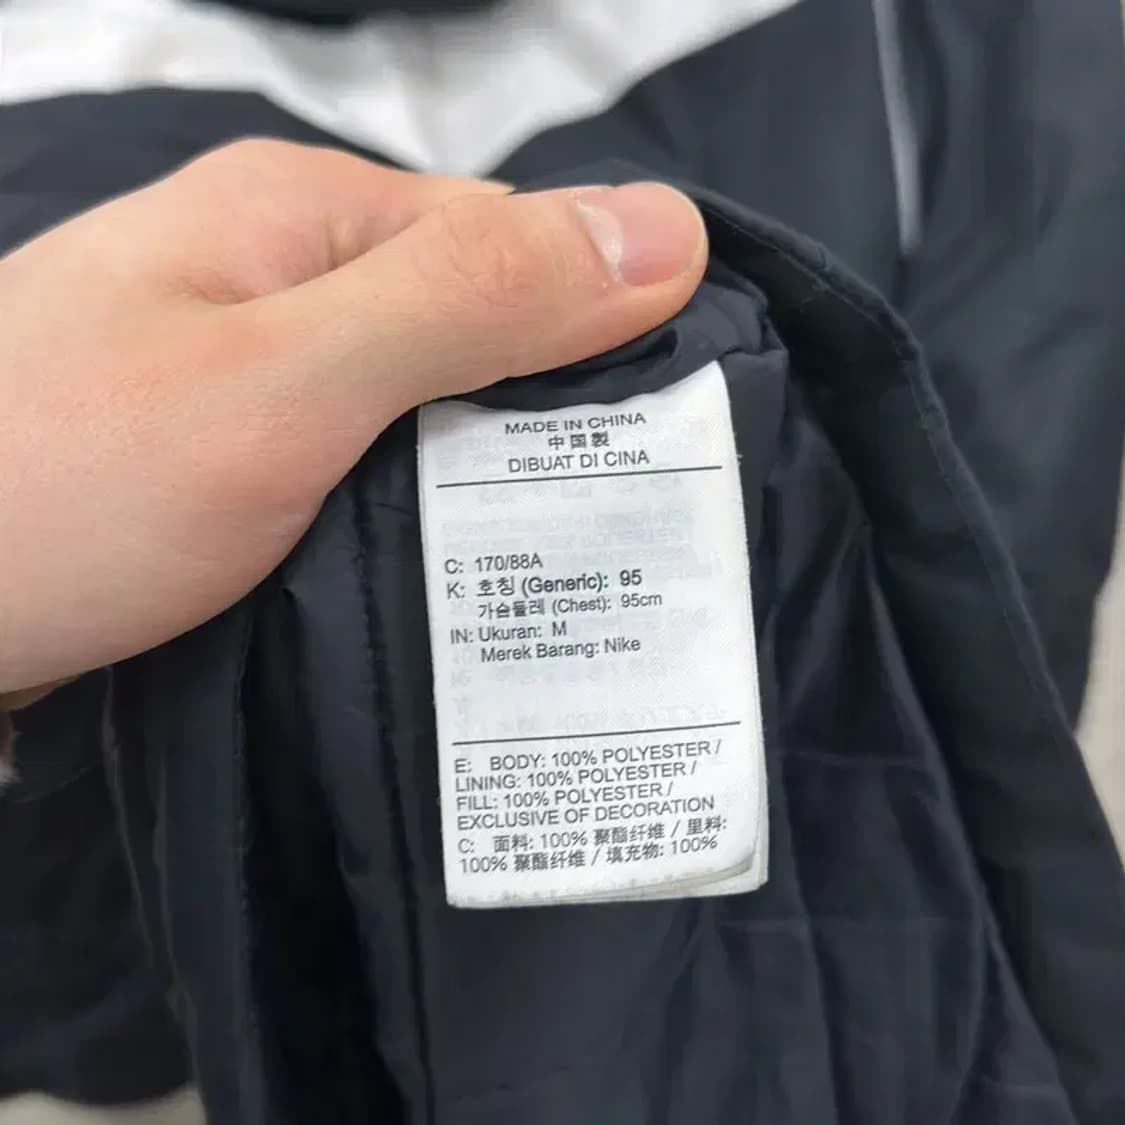 MADE IN CHINA
中国製
DIBUAT DI CINA
C: 170/88A
K: 호칭 (Generic): 95
가슴둘레 (Chest): 95cm
IN: Ukuran: M
Merek Barang: Nike
E: BODY: 100% POLYESTER /
LINING: 100% POLYESTER /
FILL: 100% POLYESTER /
EXCLUSIVE OF DECORATION
C: 面料: 100% 聚酯纤维 / 里料:
100% 聚酯纤维 / 填充物: 100%